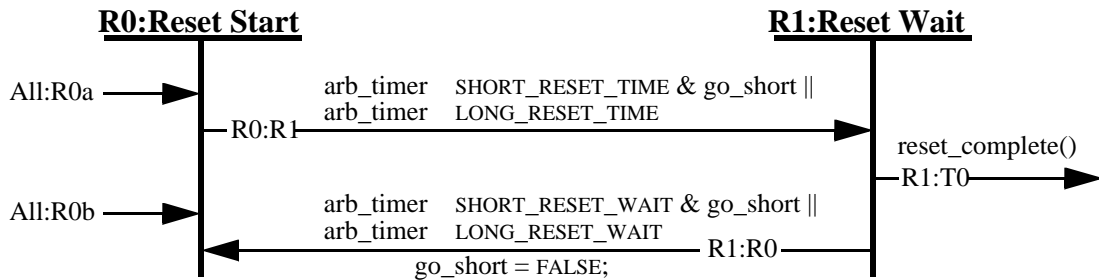 R0:Reset Start
R1:Reset Wait
All:R0a
arb_timer SHORT_RESET_TIME & go_short ||
arb_timer LONG_RESET_TIME
R0:R1
reset_complete()
R1:T0
All:R0b
arb_timer SHORT_RESET_WAIT & go_short ||
arb_timer LONG_RESET_WAIT
R1:R0
go_short = FALSE;